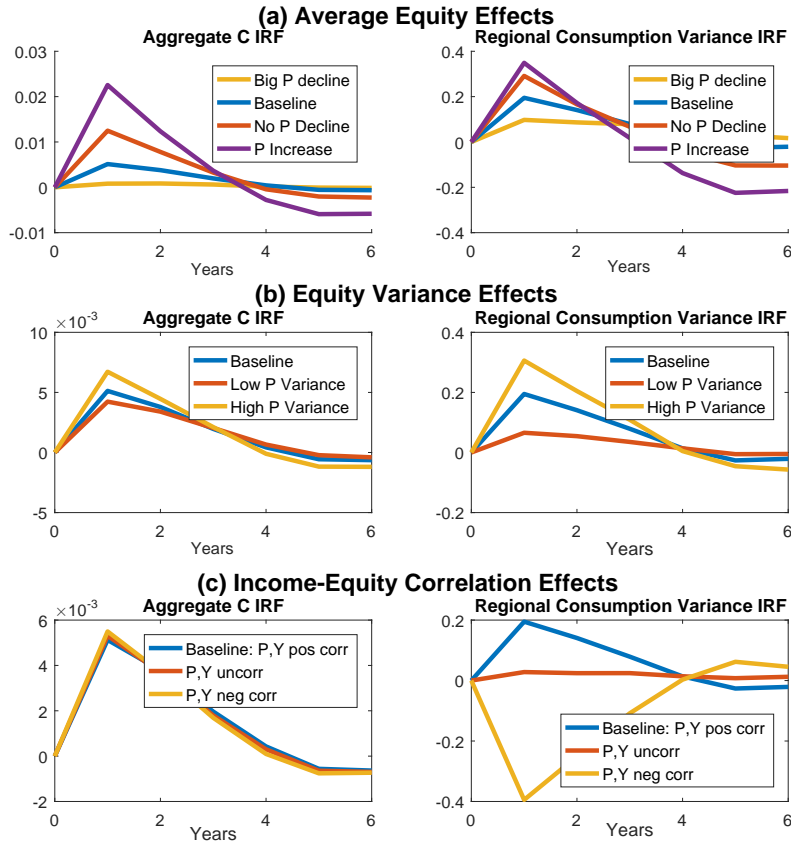 (a) Average Equity Effects
Aggregate C IRF
0.03
0.02
0.01
0
-0.01
0 2 4 6
Years
Big P decline
Baseline
No P Decline
P Increase
Regional Consumption Variance IRF
0.4
0.2
0
-0.2
-0.4
0 2 4 6
Years
Big P decline
Baseline
No P Decline
P Increase
(b) Equity Variance Effects
Aggregate C IRF
×10⁻³
10
5
0
-5
0 2 4 6
Years
Baseline
Low P Variance
High P Variance
Regional Consumption Variance IRF
0.4
0.2
0
-0.2
0 2 4 6
Years
Baseline
Low P Variance
High P Variance
(c) Income-Equity Correlation Effects
Aggregate C IRF
×10⁻³
6
4
2
0
-2
0 2 4 6
Years
Baseline: P,Y pos corr
P,Y uncorr
P,Y neg corr
Regional Consumption Variance IRF
0.2
0
-0.2
-0.4
0 2 4 6
Years
Baseline: P,Y pos corr
P,Y uncorr
P,Y neg corr